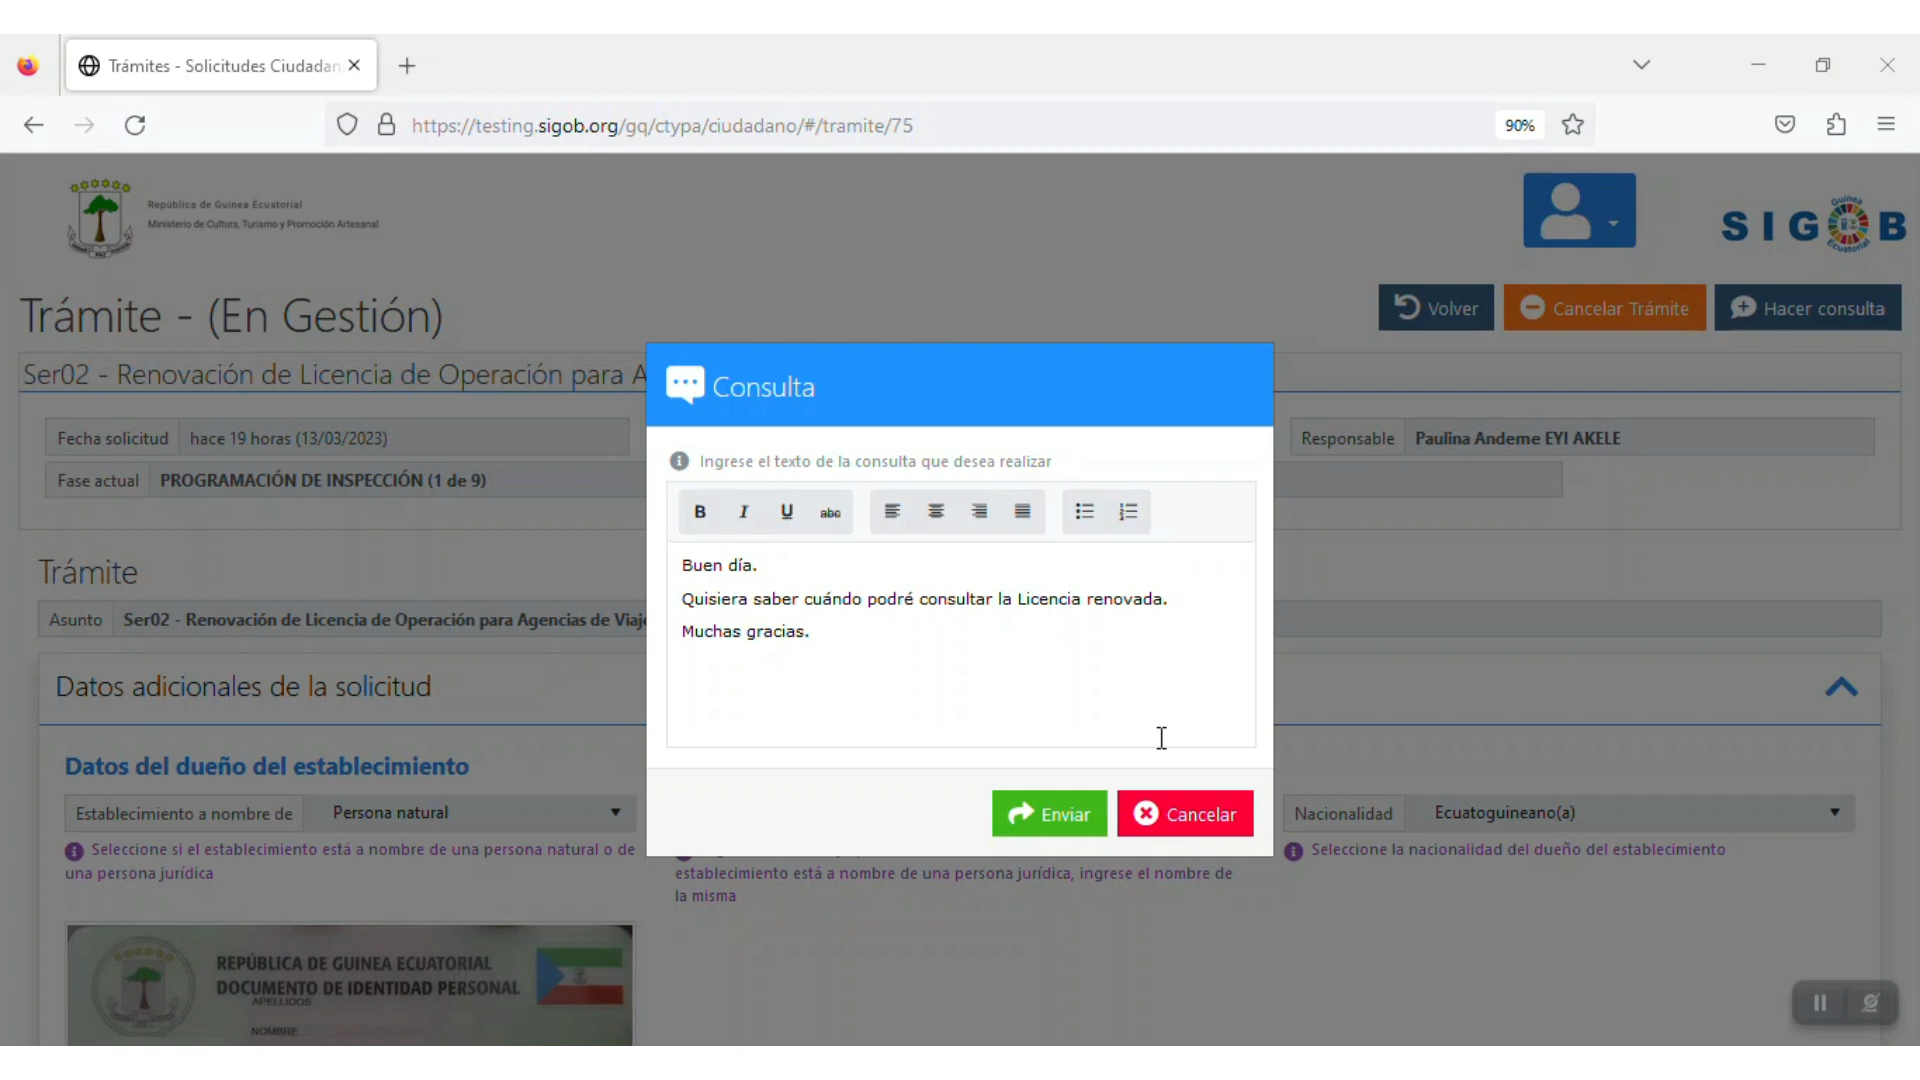 Trámites - Solicitudes Ciudadan
https://testing.sigob.org/gq/ctypa/ciudadano/#/tramite/75
90%
República de Guinea Ecuatorial
Ministerio de Cultura, Turismo y Promoción Artesanal
Guinea
SIGOB
Ecuatorial
Trámite - (En Gestión)
Volver
Cancelar Trámite
Hacer consulta
Ser02 - Renovación de Licencia de Operación para A
Fecha solicitud hace 19 horas (13/03/2023)
Responsable Paulina Andeme EYI AKELE
Fase actual PROGRAMACIÓN DE INSPECCIÓN (1 de 9)
Consulta
Ingrese el texto de la consulta que desea realizar
B I U abc
Buen día.
Quisiera saber cuándo podré consultar la Licencia renovada.
Muchas gracias.
Enviar
Cancelar
Trámite
Asunto Ser02 - Renovación de Licencia de Operación para Agencias de Viaj
Datos adicionales de la solicitud
Datos del dueño del establecimiento
Establecimiento a nombre de Persona natural
Seleccione si el establecimiento está a nombre de una persona natural o de
una persona jurídica
establecimiento está a nombre de una persona jurídica, ingrese el nombre de
la misma
Nacionalidad Ecuatoguineano(a)
Seleccione la nacionalidad del dueño del establecimiento
REPÚBLICA DE GUINEA ECUATORIAL
DOCUMENTO DE IDENTIDAD PERSONAL
APELLIDOS
NOMBRE